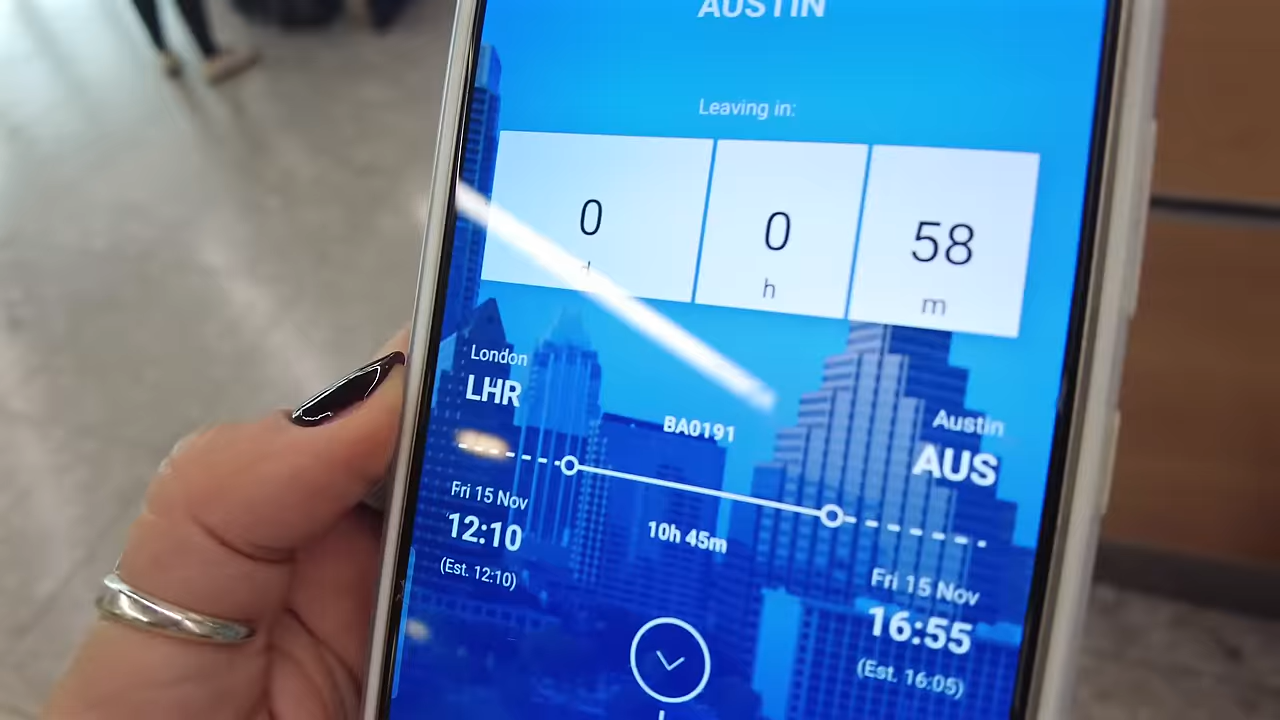 AUSTIN
Leaving in:
0
d
0
h
58
m
London
LHR
BA0191
Austin
AUS
Fri 15 Nov
12:10
(Est. 12:10)
10h 45m
Fri 15 Nov
16:55
(Est. 16:05)